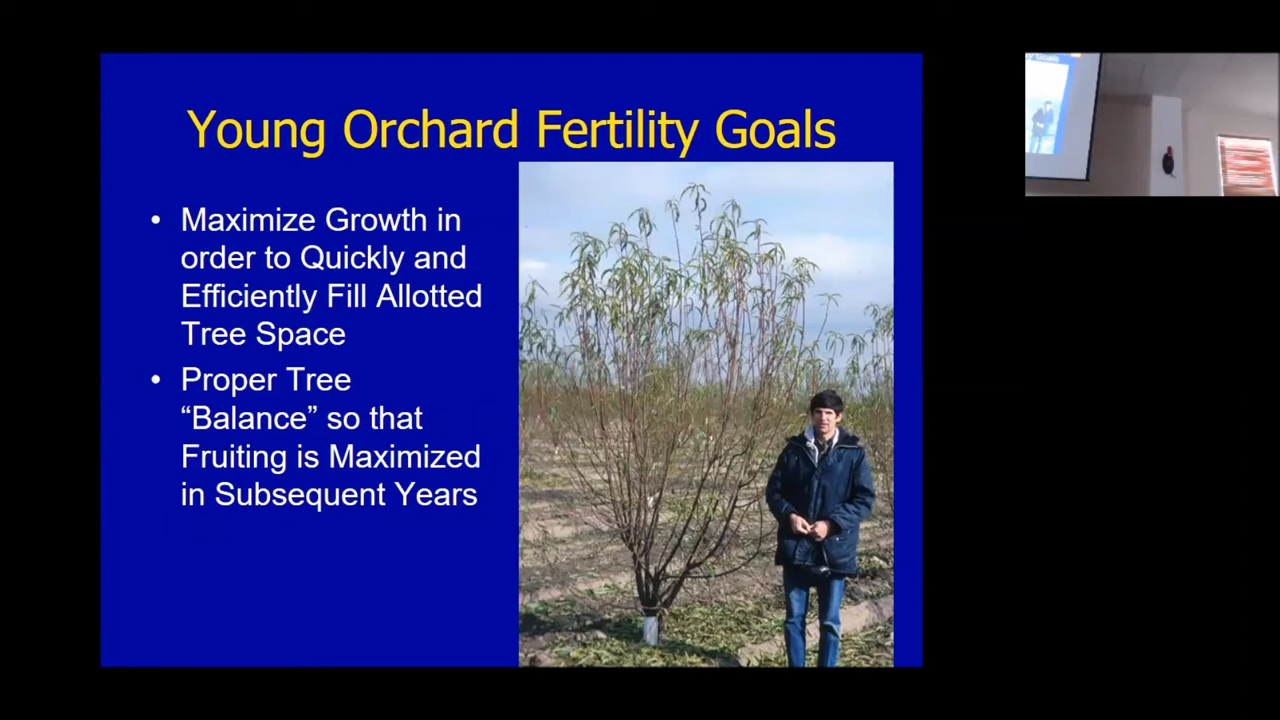 Young Orchard Fertility Goals
• Maximize Growth in
order to Quickly and
Efficiently Fill Allotted
Tree Space
• Proper Tree
“Balance” so that
Fruiting is Maximized
in Subsequent Years